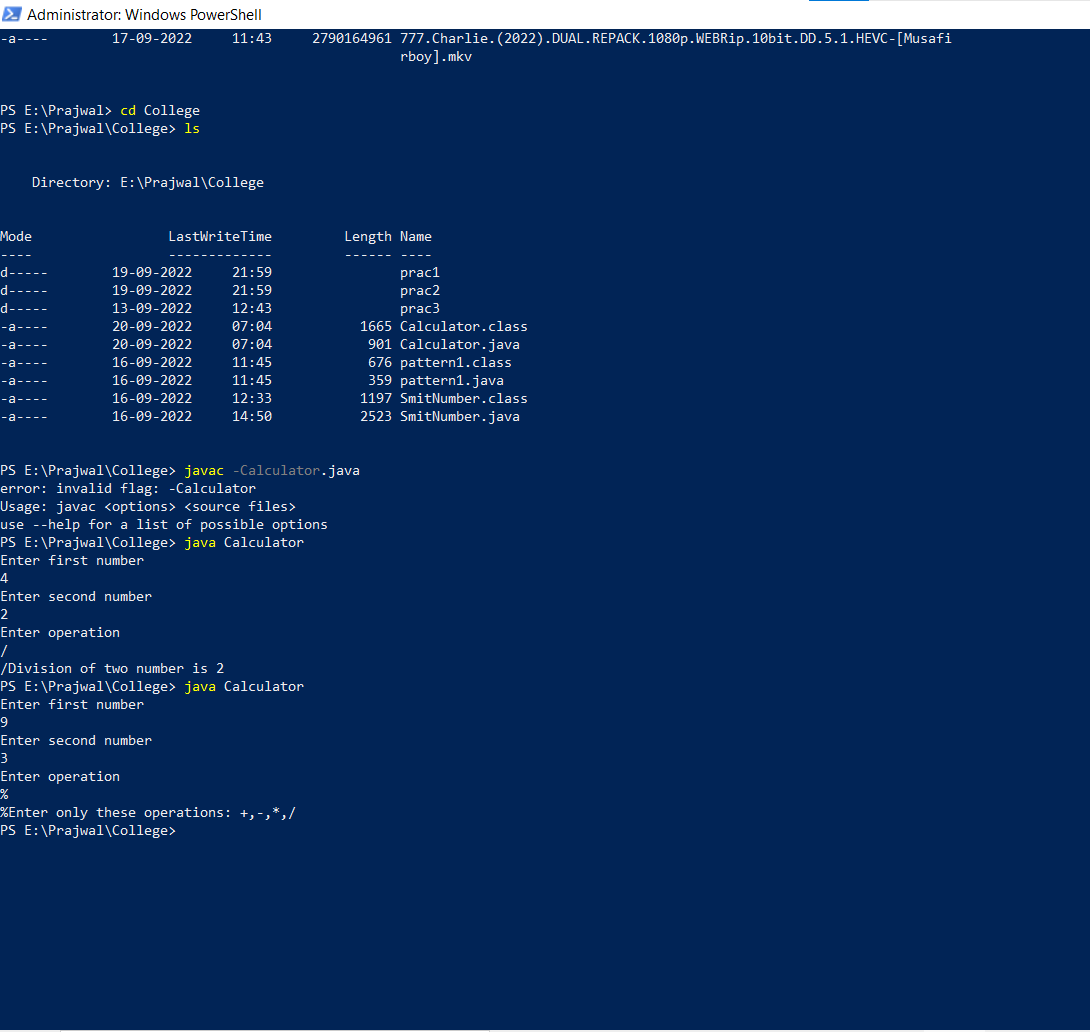 Administrator: Windows PowerShell
-a---- 17-09-2022 11:43 2790164961 777.Charlie.(2022).DUAL.REPACK.1080p.WEBRip.10bit.DD.5.1.HEVC-[Musafi
rboy].mkv
PS E:\Prajwal> cd College
PS E:\Prajwal\College> ls
Directory: E:\Prajwal\College
Mode LastWriteTime Length Name
---- ------------- ------ ----
d----- 19-09-2022 21:59 prac1
d----- 19-09-2022 21:59 prac2
d----- 13-09-2022 12:43 prac3
-a---- 20-09-2022 07:04 1665 Calculator.class
-a---- 20-09-2022 07:04 901 Calculator.java
-a---- 16-09-2022 11:45 676 pattern1.class
-a---- 16-09-2022 11:45 359 pattern1.java
-a---- 16-09-2022 12:33 1197 SmitNumber.class
-a---- 16-09-2022 14:50 2523 SmitNumber.java
PS E:\Prajwal\College> javac -Calculator.java
error: invalid flag: -Calculator
Usage: javac <options> <source files>
use --help for a list of possible options
PS E:\Prajwal\College> java Calculator
Enter first number
4
Enter second number
2
Enter operation
/
/Division of two number is 2
PS E:\Prajwal\College> java Calculator
Enter first number
9
Enter second number
3
Enter operation
%
%Enter only these operations: +,-,*,/
PS E:\Prajwal\College>